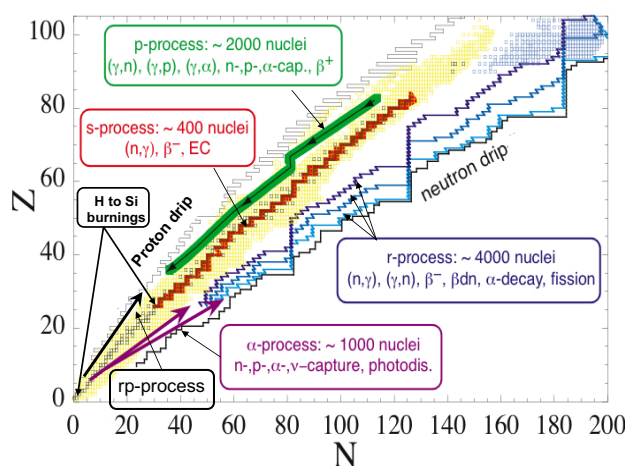 p-process: ~ 2000 nuclei
(γ,n), (γ,p), (γ,α), n-,p-,α-cap., β⁺
s-process: ~ 400 nuclei
(n,γ), β⁻, EC
H to Si
burnings
Proton drip
neutron drip
r-process: ~ 4000 nuclei
(n,γ), (γ,n), β⁻, βdn, α-decay, fission
α-process: ~ 1000 nuclei
n-,p-,α-,ν-capture, photodis.
rp-process
Z
100
80
60
40
20
0
0 20 40 60 80 100 120 140 160 180 200
N